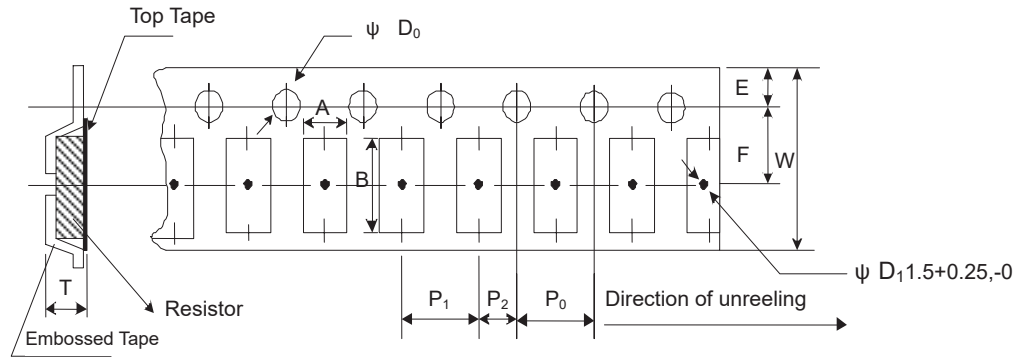 Top Tape
ψ D₀
E
A
F
W
B
ψ D₁1.5+0.25,-0
T
P₁
P₂
P₀
Direction of unreeling
Resistor
Embossed Tape